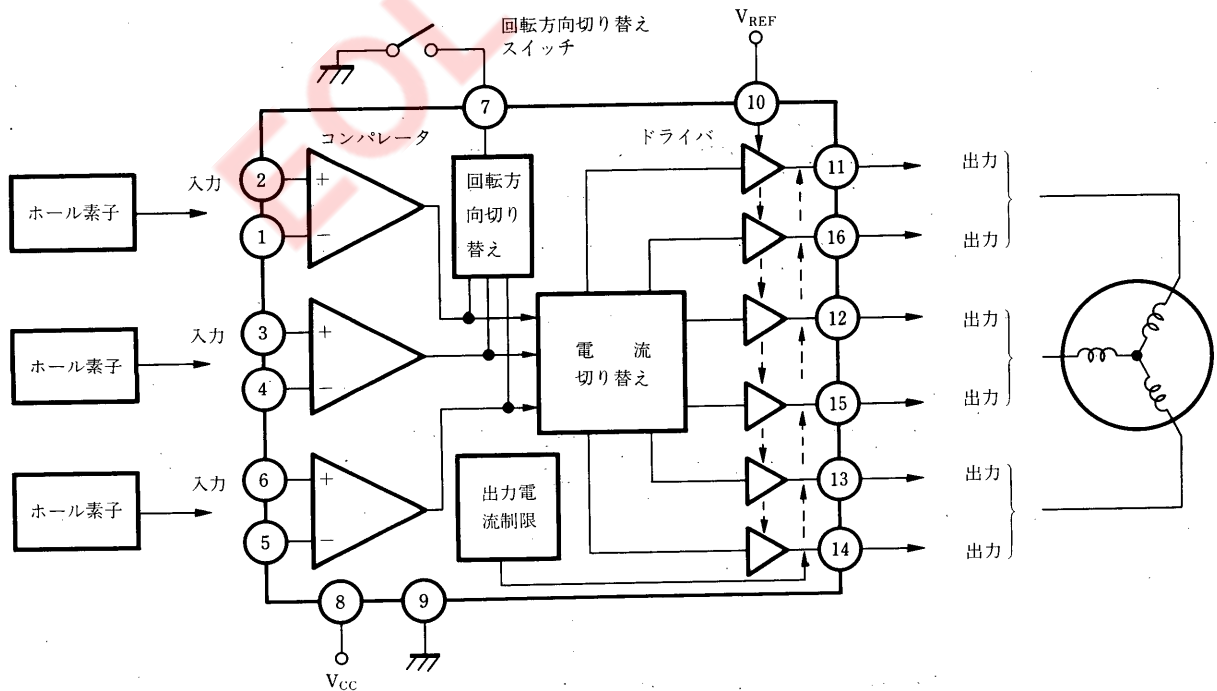 回転方向切り替え
スイッチ
VREF
7
10
コンパレータ
ドライバ
ホール素子
入力
2
1
+
−
回転方
向切り
替え
11
出力
16
出力
ホール素子
入力
3
4
+
−
電流
切り替え
12
出力
15
出力
ホール素子
入力
6
5
+
−
出力電
流制限
13
出力
14
出力
8
9
VCC
EOL